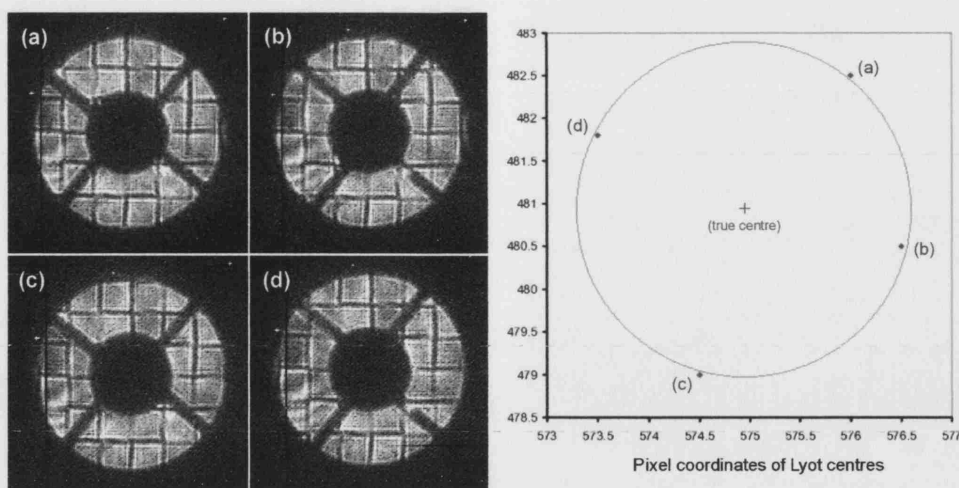 (a)
(b)
(c)
(d)
483
482.5
482
481.5
481
480.5
480
479.5
479
478.5
573
573.5
574
574.5
575
575.5
576
576.5
577
(a)
(d)
(true centre)
(b)
(c)
Pixel coordinates of Lyot centres